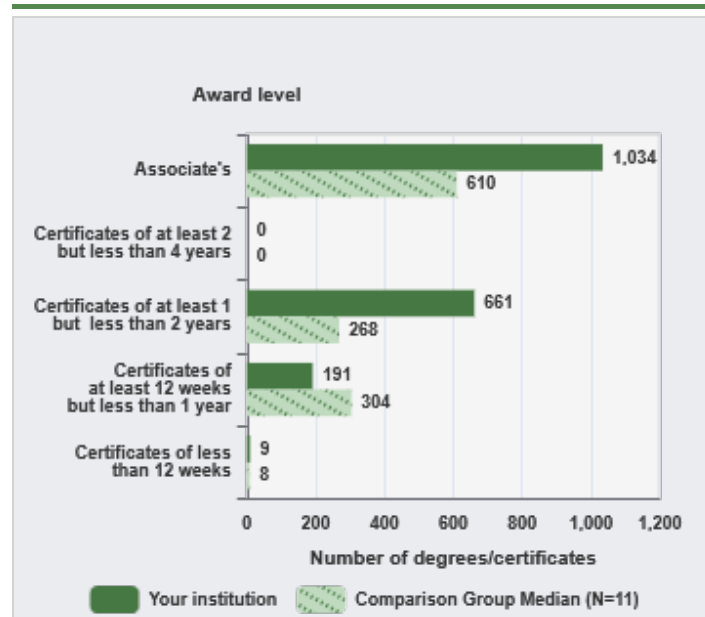 Award level
Associate's
1,034
610
Certificates of at least 2
but less than 4 years
0
0
Certificates of at least 1
but less than 2 years
661
268
Certificates of
at least 12 weeks
but less than 1 year
191
304
Certificates of less
than 12 weeks
9
8
0 200 400 600 800 1,000 1,200
Number of degrees/certificates
Your institution Comparison Group Median (N=11)